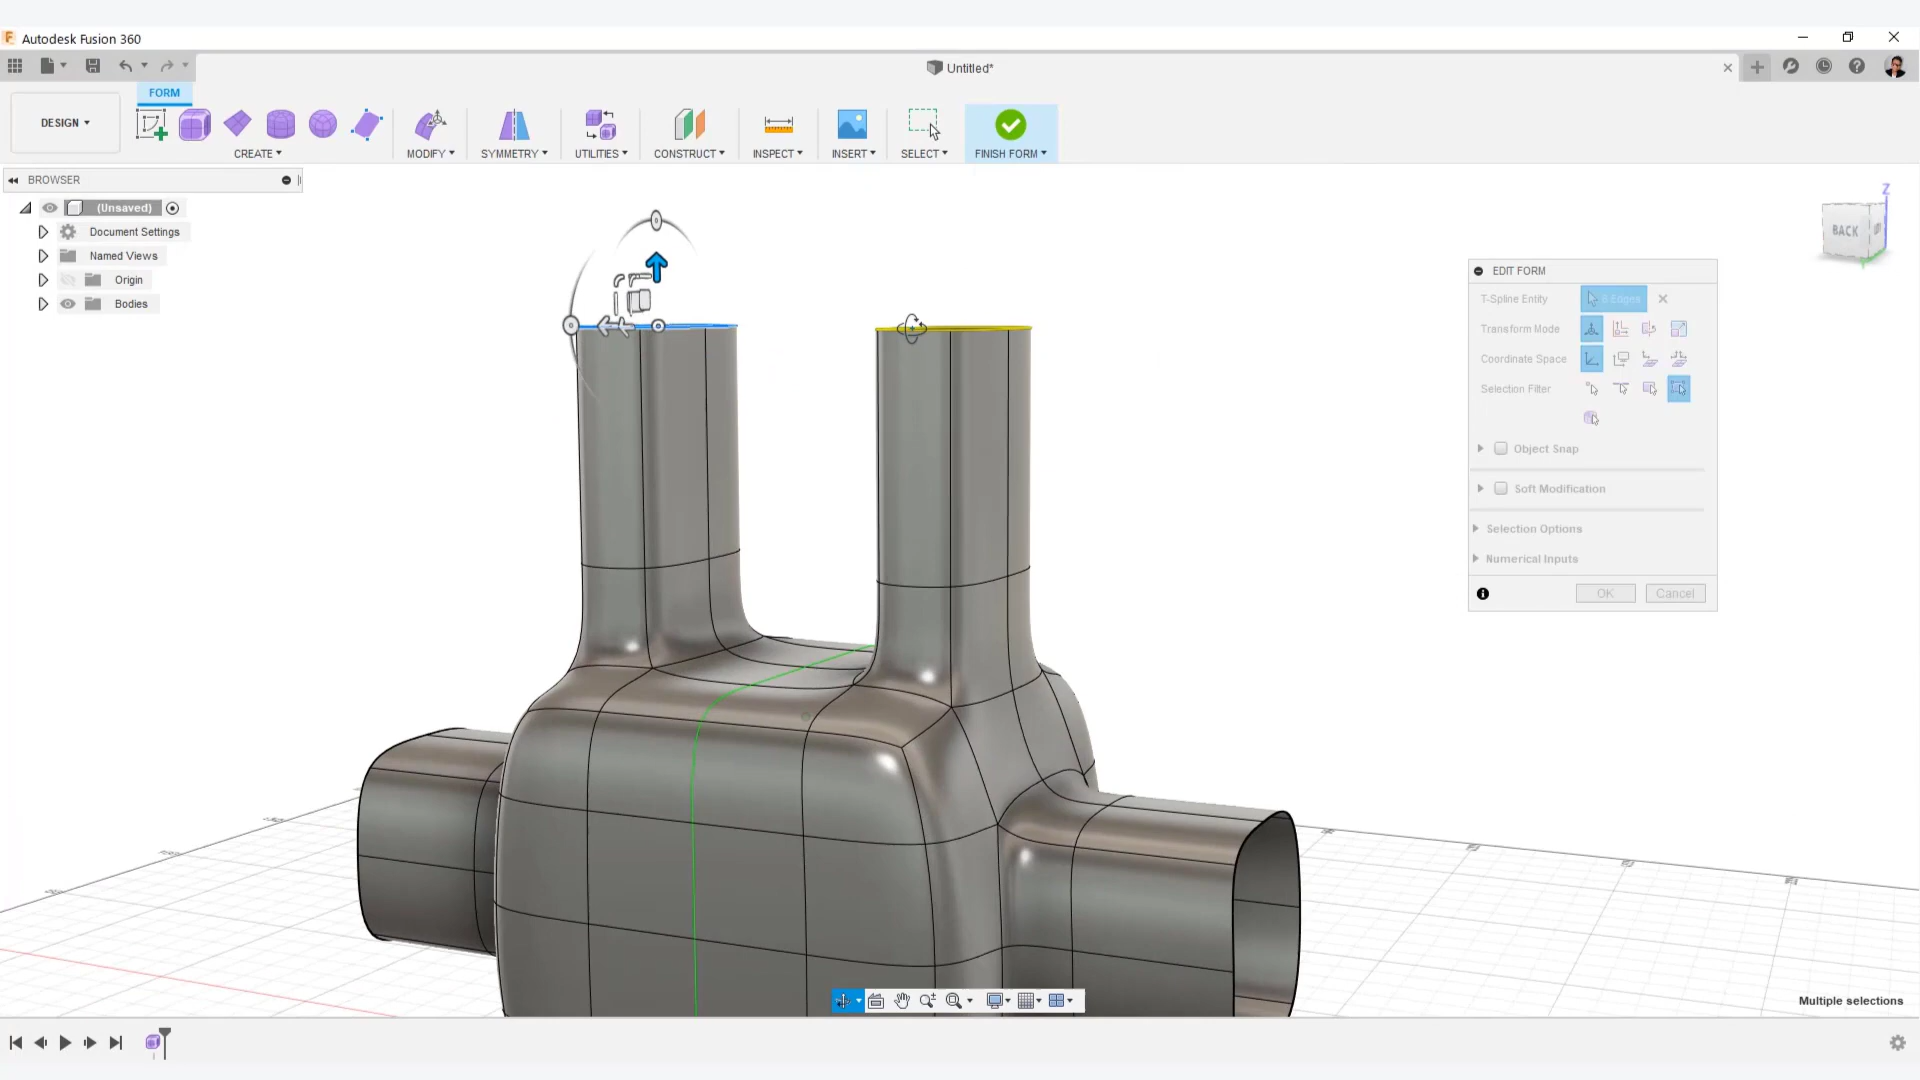 Autodesk Fusion 360
Untitled*
FORM
DESIGN
CREATE
MODIFY
SYMMETRY
UTILITIES
CONSTRUCT
INSPECT
INSERT
SELECT
FINISH FORM
BROWSER
(Unsaved)
Document Settings
Named Views
Origin
Bodies
Z
BACK
EDIT FORM
T-Spline Entity
6 Edges
Transform Mode
Coordinate Space
Selection Filter
Object Snap
Soft Modification
Selection Options
Numerical Inputs
OK
Cancel
Multiple selections